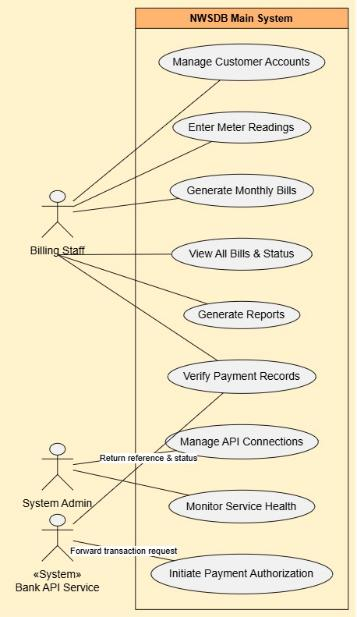 NWSDB Main System
Manage Customer Accounts
Enter Meter Readings
Generate Monthly Bills
Billing Staff
View All Bills & Status
Generate Reports
Verify Payment Records
Manage API Connections
Return reference & status
System Admin
Monitor Service Health
Forward transaction request
Initiate Payment Authorization
«System»
Bank API Service